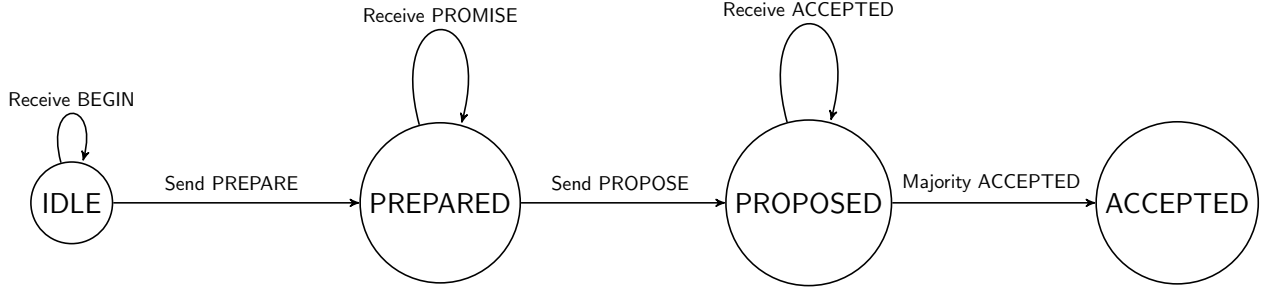 Receive PROMISE
Receive ACCEPTED
Receive BEGIN
Send PREPARE
Send PROPOSE
Majority ACCEPTED
IDLE
PREPARED
PROPOSED
ACCEPTED